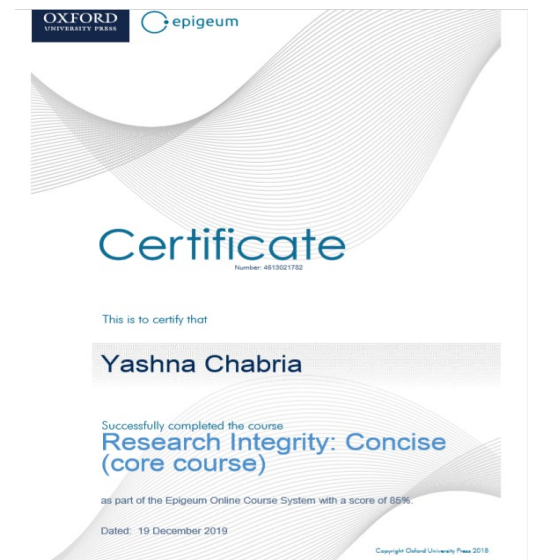 OXFORD
UNIVERSITY PRESS
epigeum
Certificate
Number: 4613021782
This is to certify that
Yashna Chabria
Successfully completed the course
Research Integrity: Concise
(core course)
as part of the Epigeum Online Course System with a score of 85%.
Dated: 19 December 2019
Copyright Oxford University Press 2018